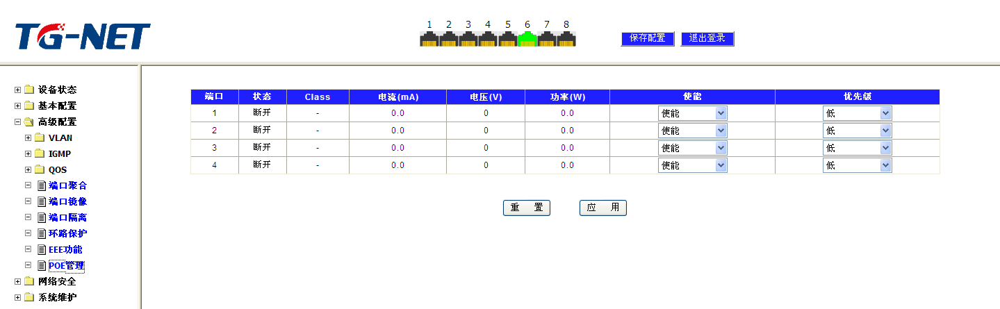 TG-NET
1 2 3 4 5 6 7 8
保存配置 退出登录
设备状态
基本配置
高级配置
VLAN
IGMP
QOS
端口聚合
端口镜像
端口隔离
环路保护
EEE功能
POE管理
网络安全
系统维护
端口 状态 Class 电流(mA) 电压(V) 功率(W) 使能 优先级
1 断开 - 0.0 0 0.0 使能 低
2 断开 - 0.0 0 0.0 使能 低
3 断开 - 0.0 0 0.0 使能 低
4 断开 - 0.0 0 0.0 使能 低
重 置 应 用